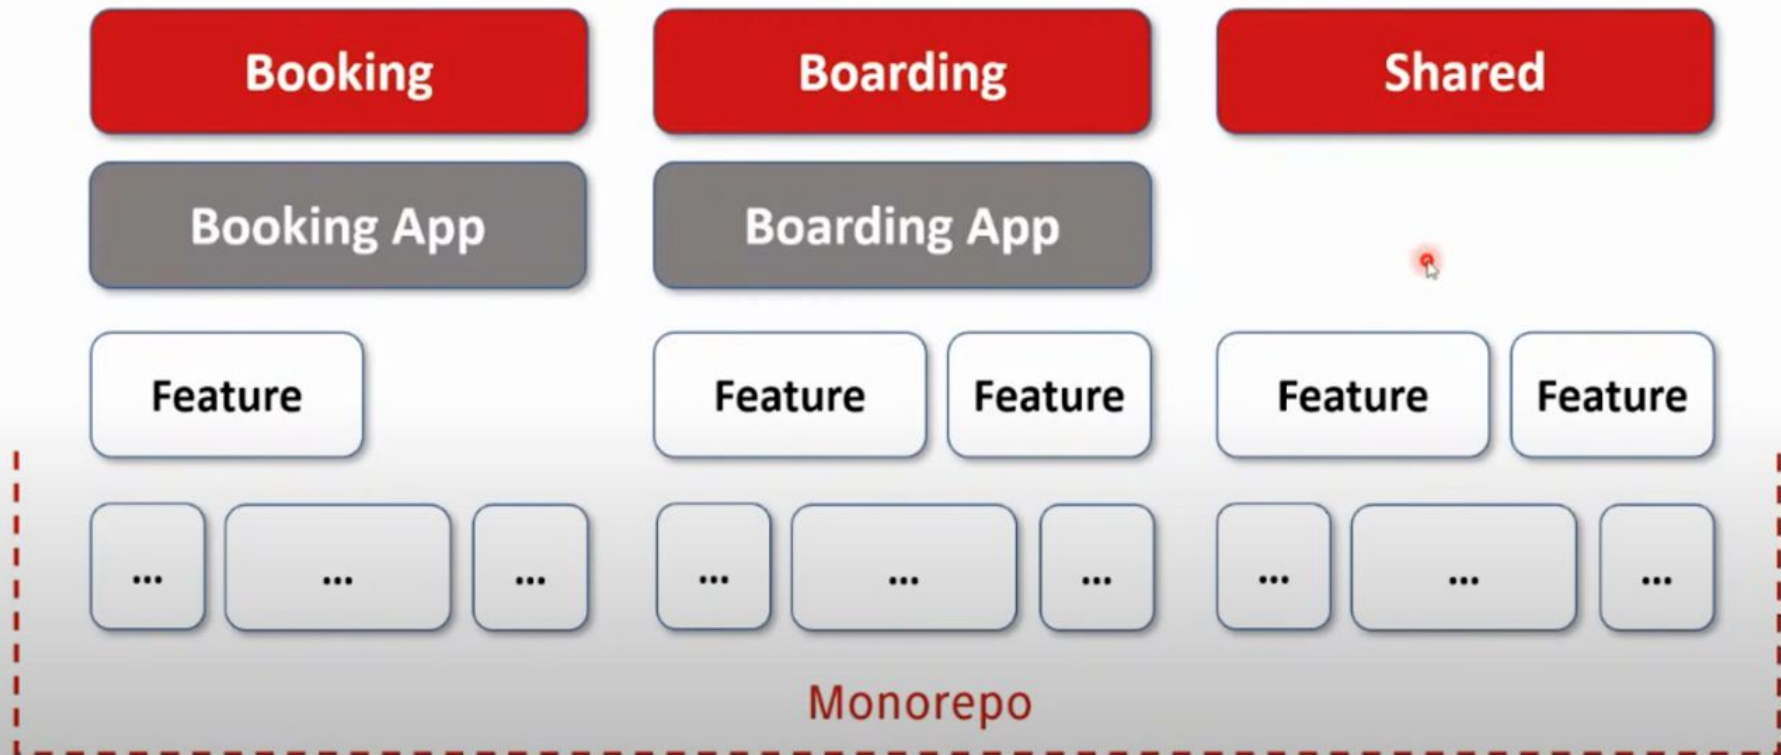 Booking Boarding Shared
Booking App Boarding App
Feature Feature Feature Feature Feature
... ... ... ... ... ... ... ... ...
Monorepo